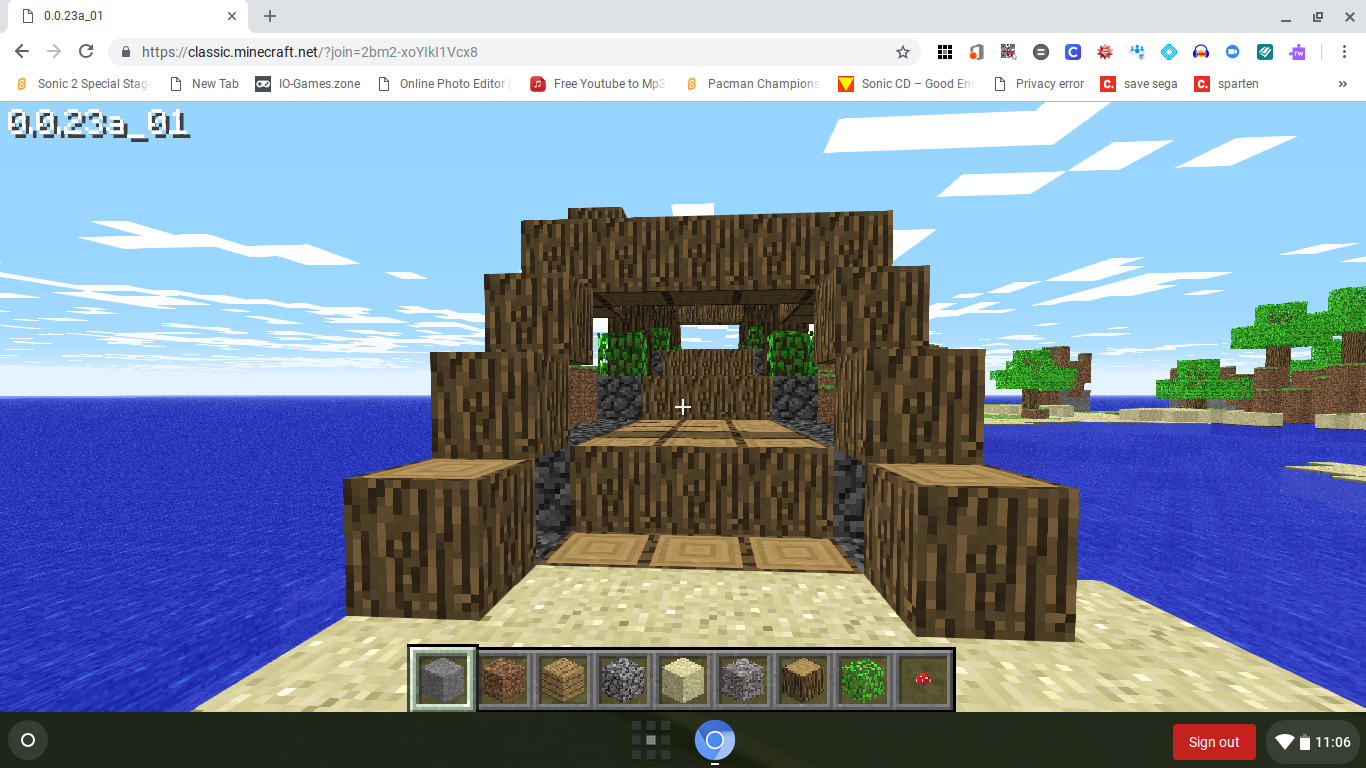 0.0.23a_01
https://classic.minecraft.net/?join=2bm2-xoYIkI1Vcx8
Sonic 2 Special Stag
New Tab
IO-Games.zone
Online Photo Editor
Free Youtube to Mp3
Pacman Champions
Sonic CD – Good En
Privacy error
save sega
sparten
0.0.23a_01
Sign out
11:06